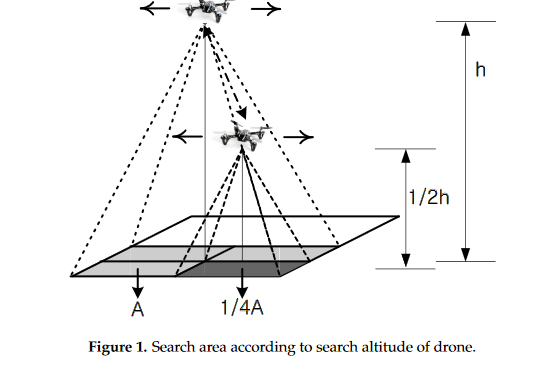 h
1/2h
A
1/4A
Figure 1. Search area according to search altitude of drone.